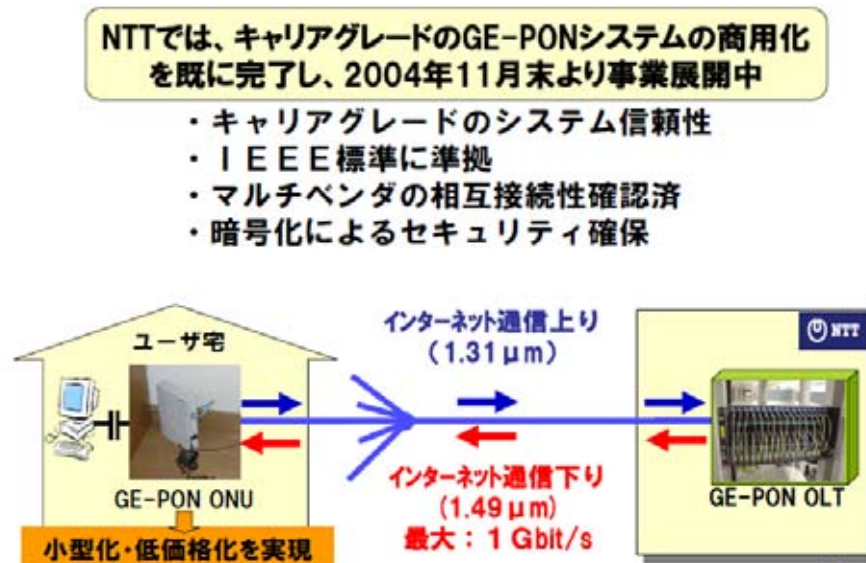 NTTでは、キャリアグレードのGE-PONシステムの商用化
を既に完了し、2004年11月末より事業展開中
・キャリアグレードのシステム信頼性
・ＩＥＥＥ標準に準拠
・マルチベンダの相互接続性確認済
・暗号化によるセキュリティ確保
ユーザ宅
GE-PON ONU
小型化・低価格化を実現
インターネット通信上り
（1.31μm）
インターネット通信下り
(1.49μm)
最大：１Gbit/s
NTT
GE-PON OLT